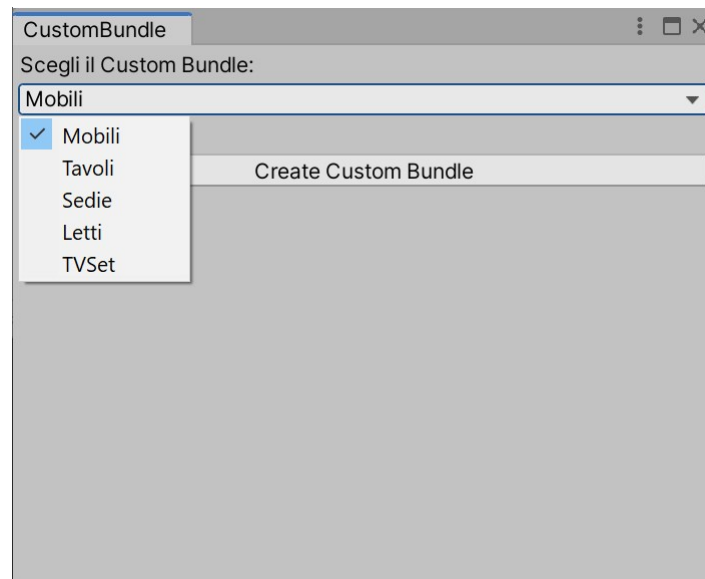 CustomBundle
Scegli il Custom Bundle:
Mobili
Mobili
Tavoli
Create Custom Bundle
Sedie
Letti
TVSet